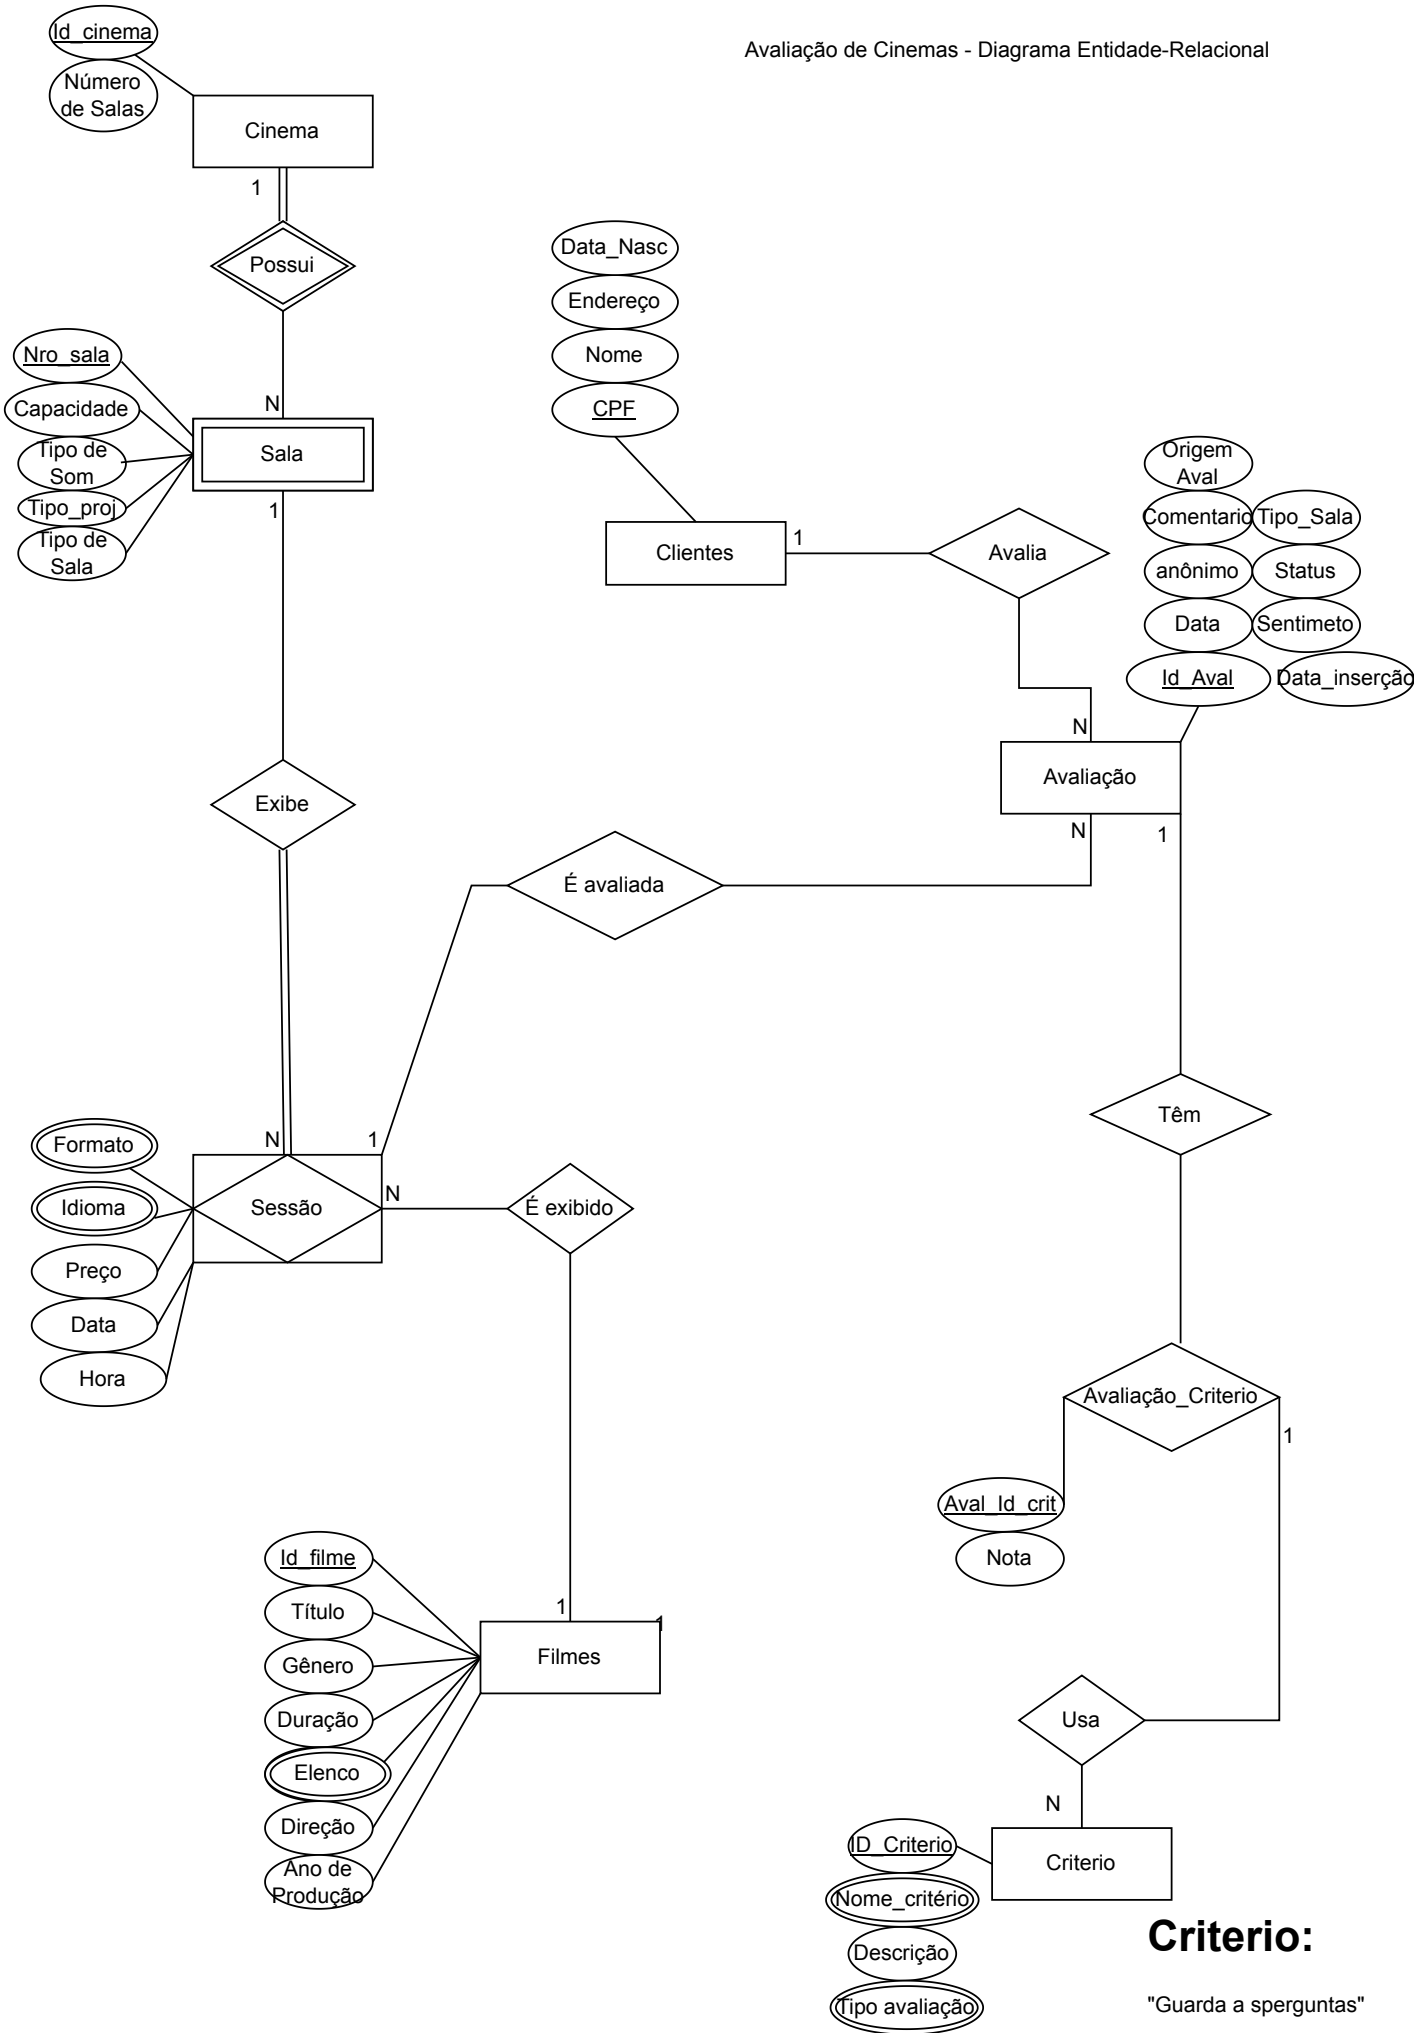 Id_cinema
Avaliação de Cinemas - Diagrama Entidade-Relacional
Número
de Salas
Cinema
1
Possui
Data_Nasc
Endereço
Nome
CPF
Nro_sala
Capacidade
Tipo de
Som
Tipo_proj
Tipo de
Sala
N
Sala
1
Origem
Aval
Comentario
Tipo_Sala
anônimo
Status
Data
Sentimeto
Id_Aval
Data_inserção
Clientes
1
Avalia
N
Avaliação
N
1
Exibe
É avaliada
Têm
Formato
Idioma
Preço
Data
Hora
N
1
Sessão
N
É exibido
Avaliação_Criterio
1
Aval_Id_crit
Nota
Id_filme
Título
Gênero
Duração
Elenco
Direção
Ano de
Produção
1
1
Filmes
Usa
N
ID_Criterio
Nome_critério
Descrição
Tipo avaliação
Criterio
Criterio:
"Guarda a sperguntas"